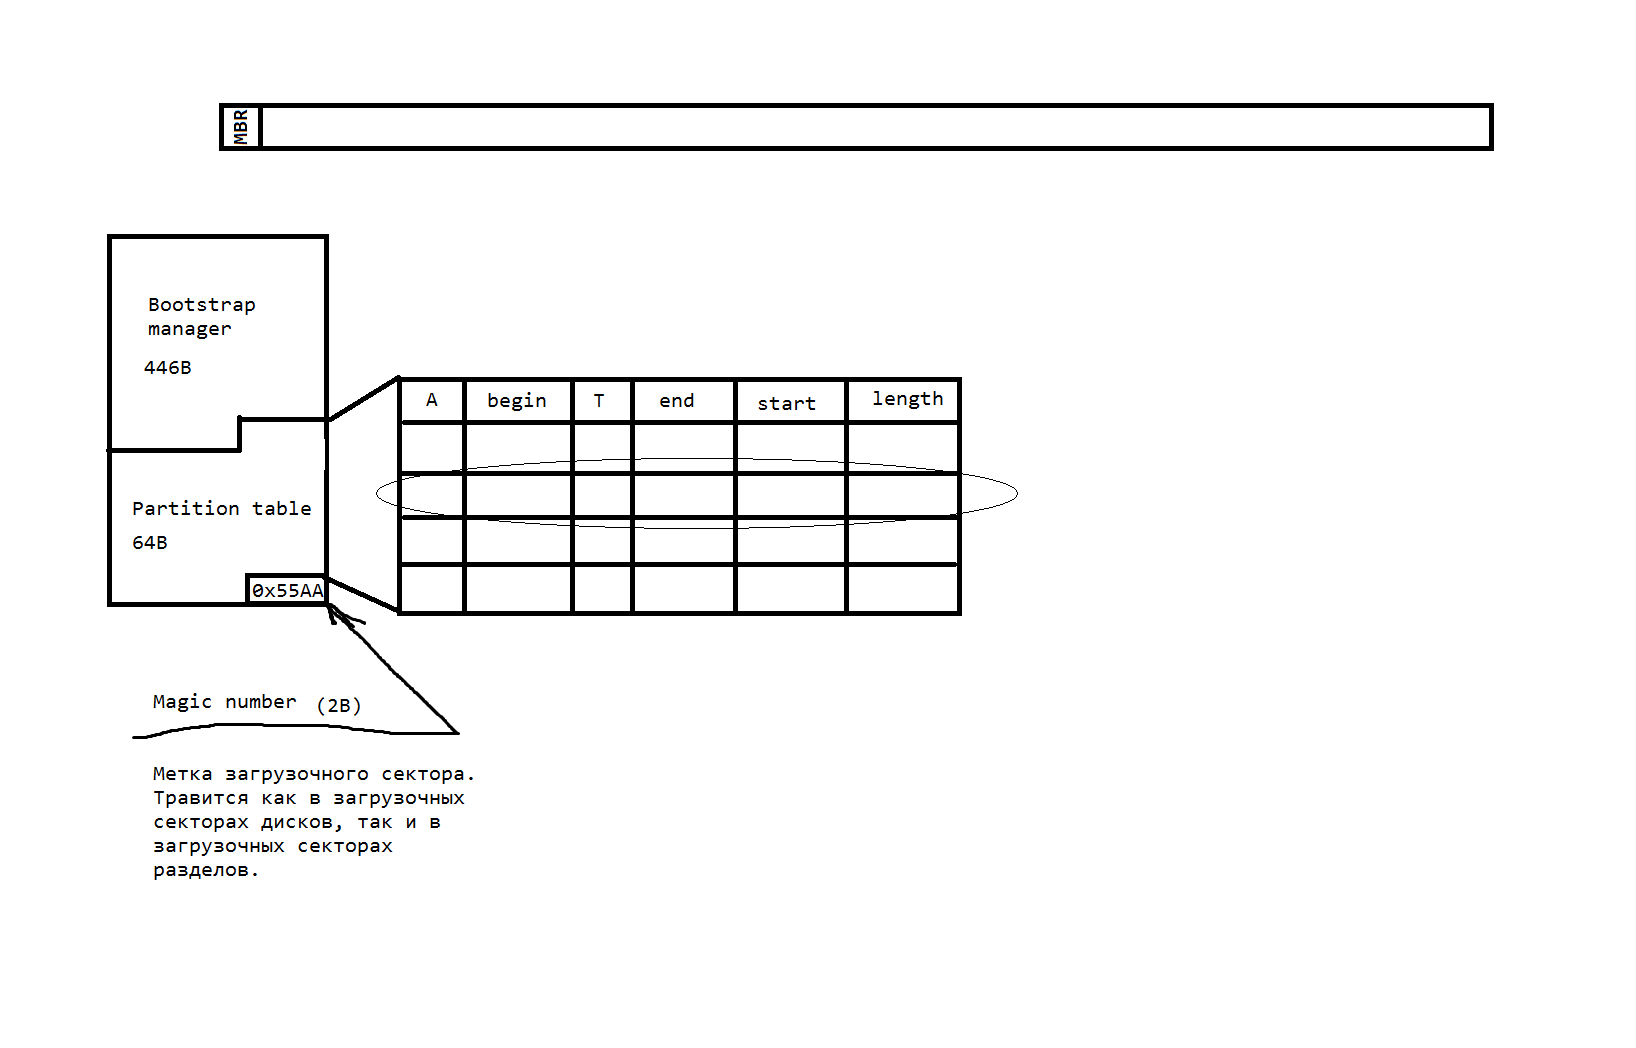 MBR
Bootstrap
manager
446B
A begin T end start length
Partition table
64B
0x55AA
Magic number (2B)
Метка загрузочного сектора.
Травится как в загрузочных
секторах дисков, так и в
загрузочных секторах
разделов.